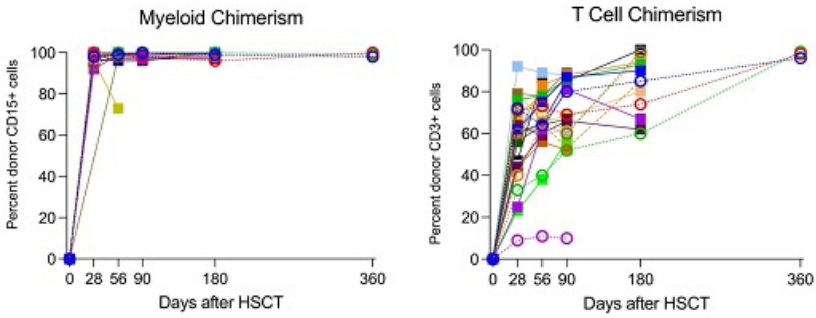 Myeloid Chimerism
Percent donor CD15+ cells
100
80
60
40
20
0
0 28 56 90 180 360
Days after HSCT
T Cell Chimerism
Percent donor CD3+ cells
100
80
60
40
20
0
0 28 56 90 180 360
Days after HSCT